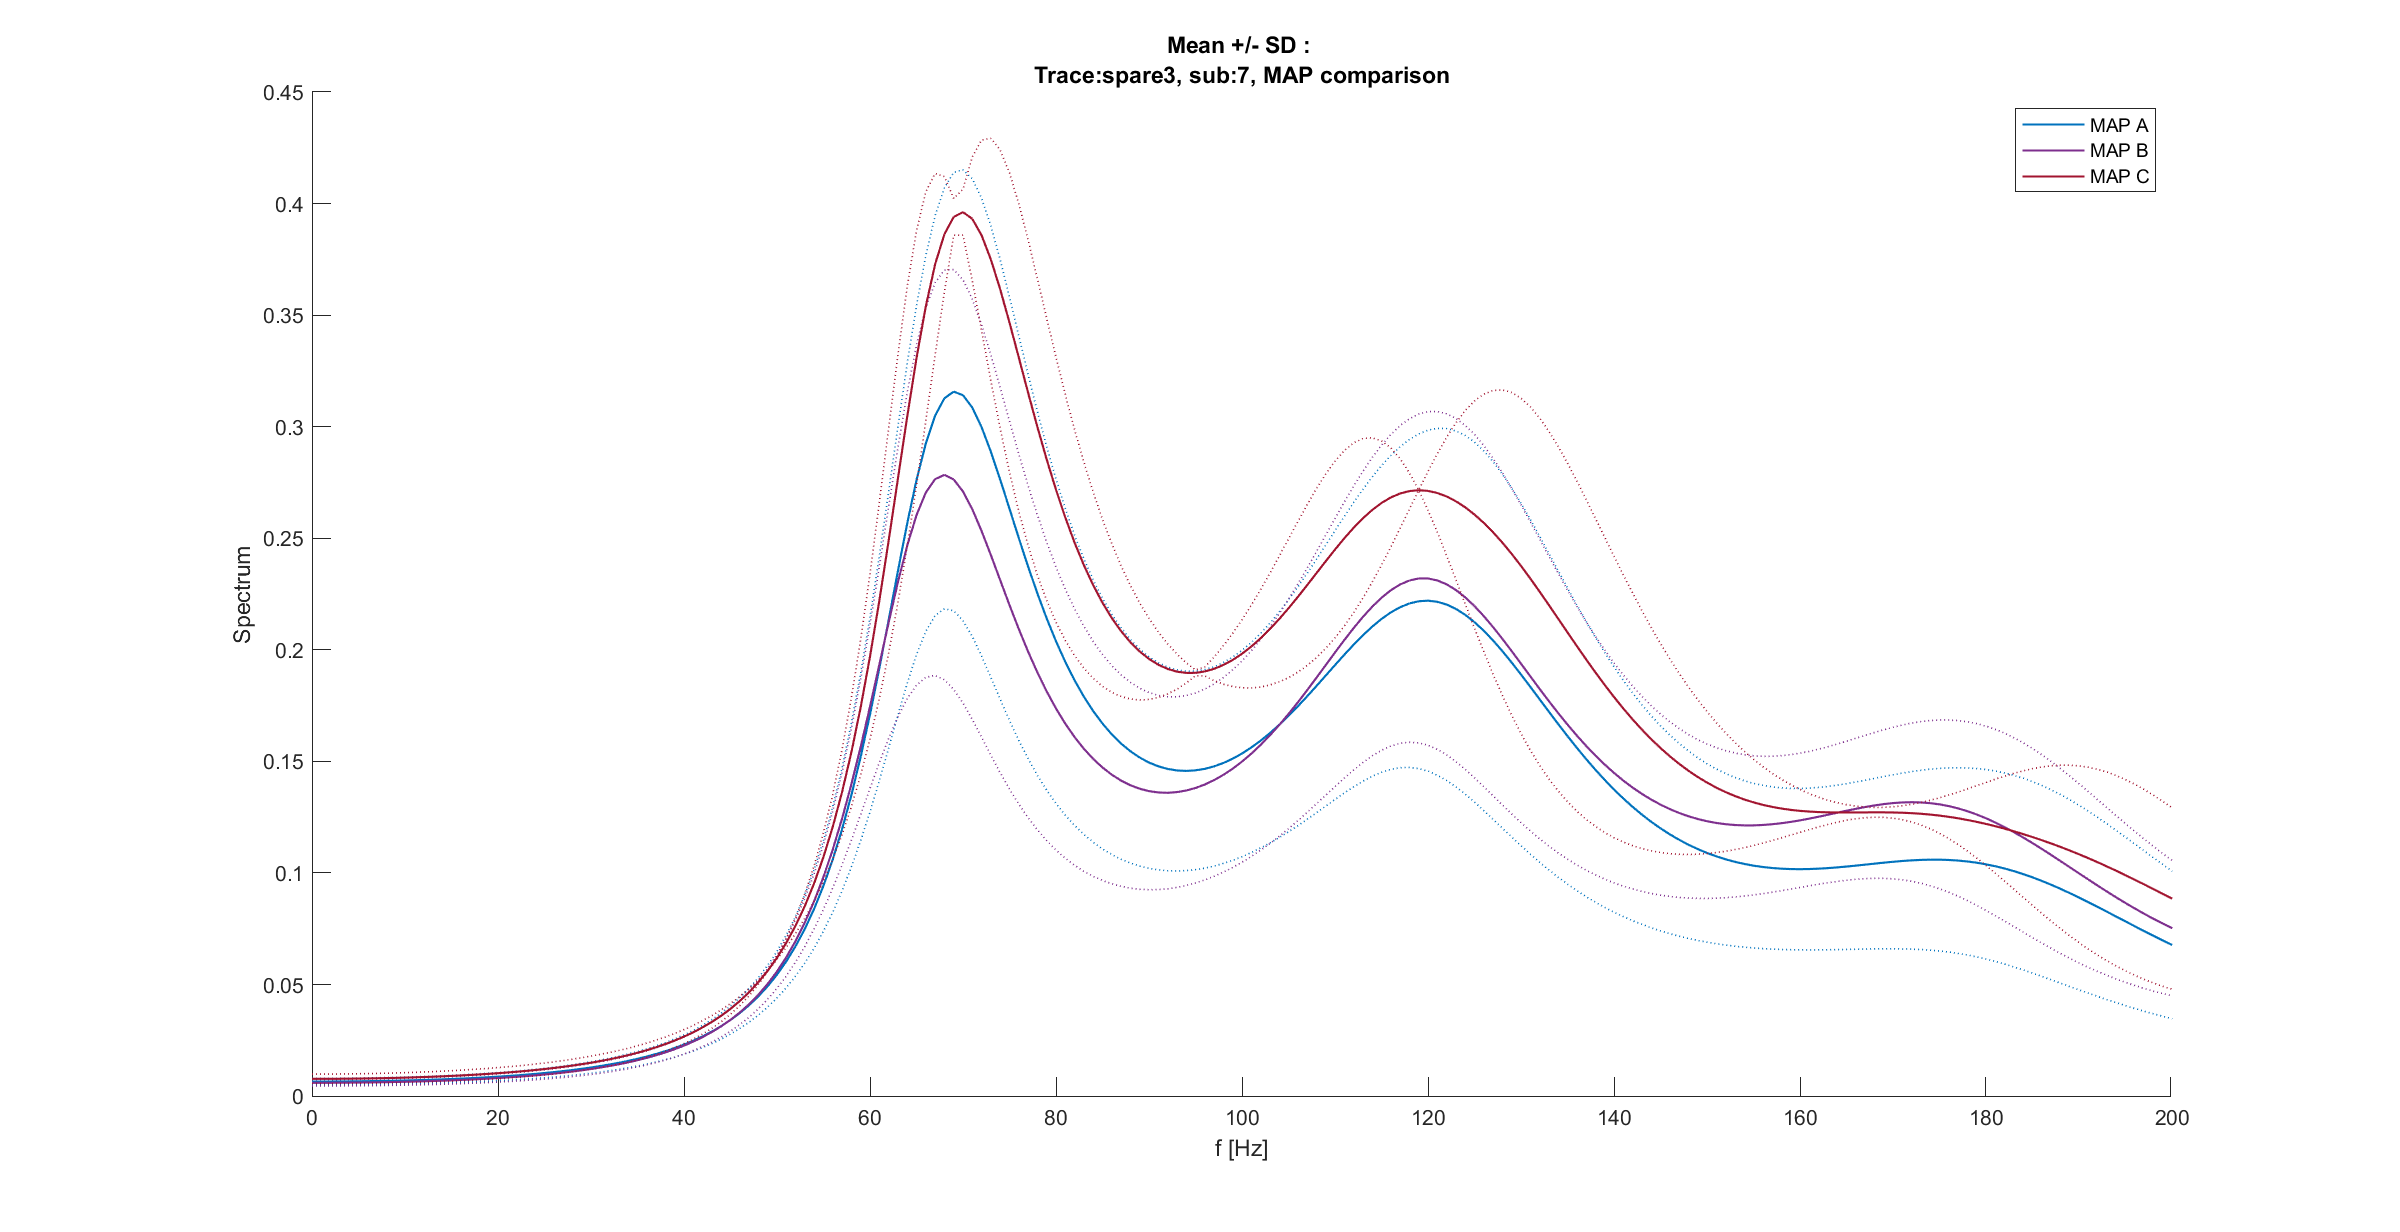 Mean +/- SD :
Trace:spare3, sub:7, MAP comparison
MAP A
MAP B
MAP C
Spectrum
0.45
0.4
0.35
0.3
0.25
0.2
0.15
0.1
0.05
0
0 20 40 60 80 100 120 140 160 180 200
f [Hz]